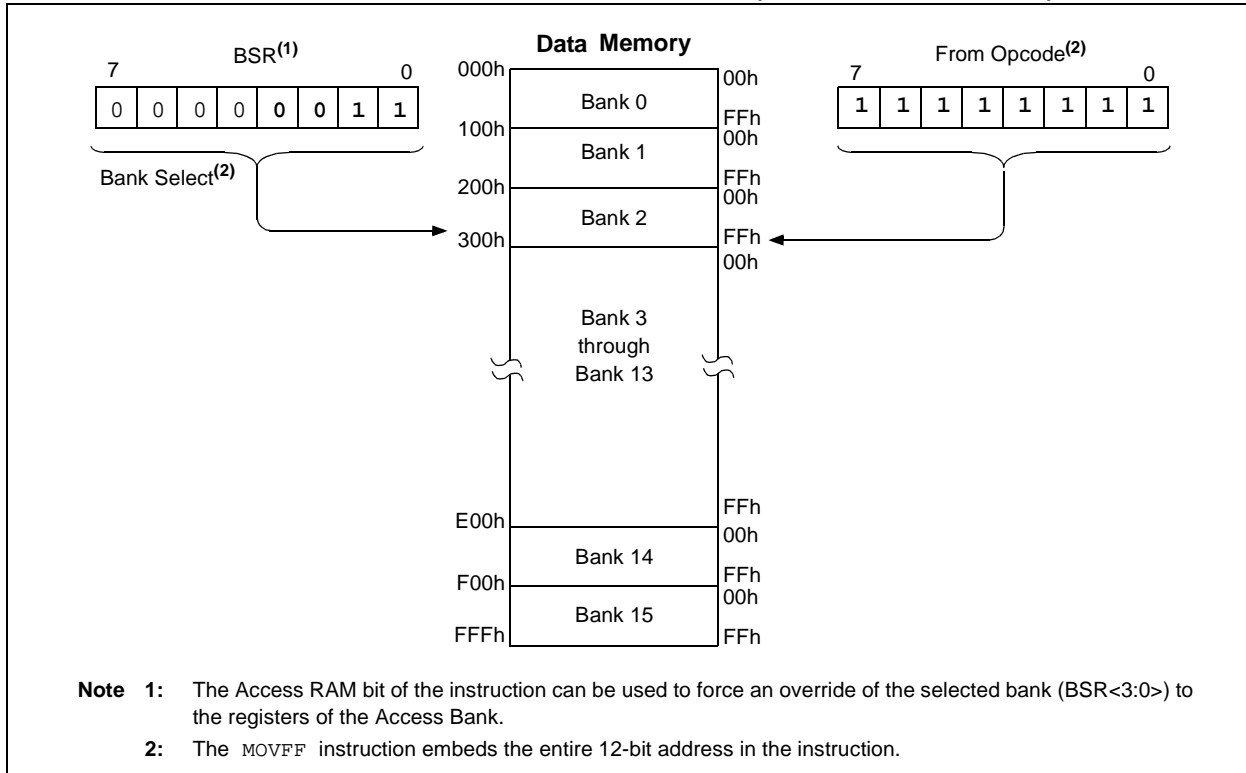 Data Memory
BSR(1)
7 0
0 0 0 0 0 0 1 1
Bank Select(2)
From Opcode(2)
7 0
1 1 1 1 1 1 1 1
000h
00h
Bank 0
FFh
100h
00h
Bank 1
FFh
200h
00h
Bank 2
FFh
300h
00h
Bank 3
through
Bank 13
FFh
E00h
00h
Bank 14
FFh
F00h
00h
Bank 15
FFFh
FFh
Note 1: The Access RAM bit of the instruction can be used to force an override of the selected bank (BSR<3:0>) to
the registers of the Access Bank.
2: The MOVFF instruction embeds the entire 12-bit address in the instruction.